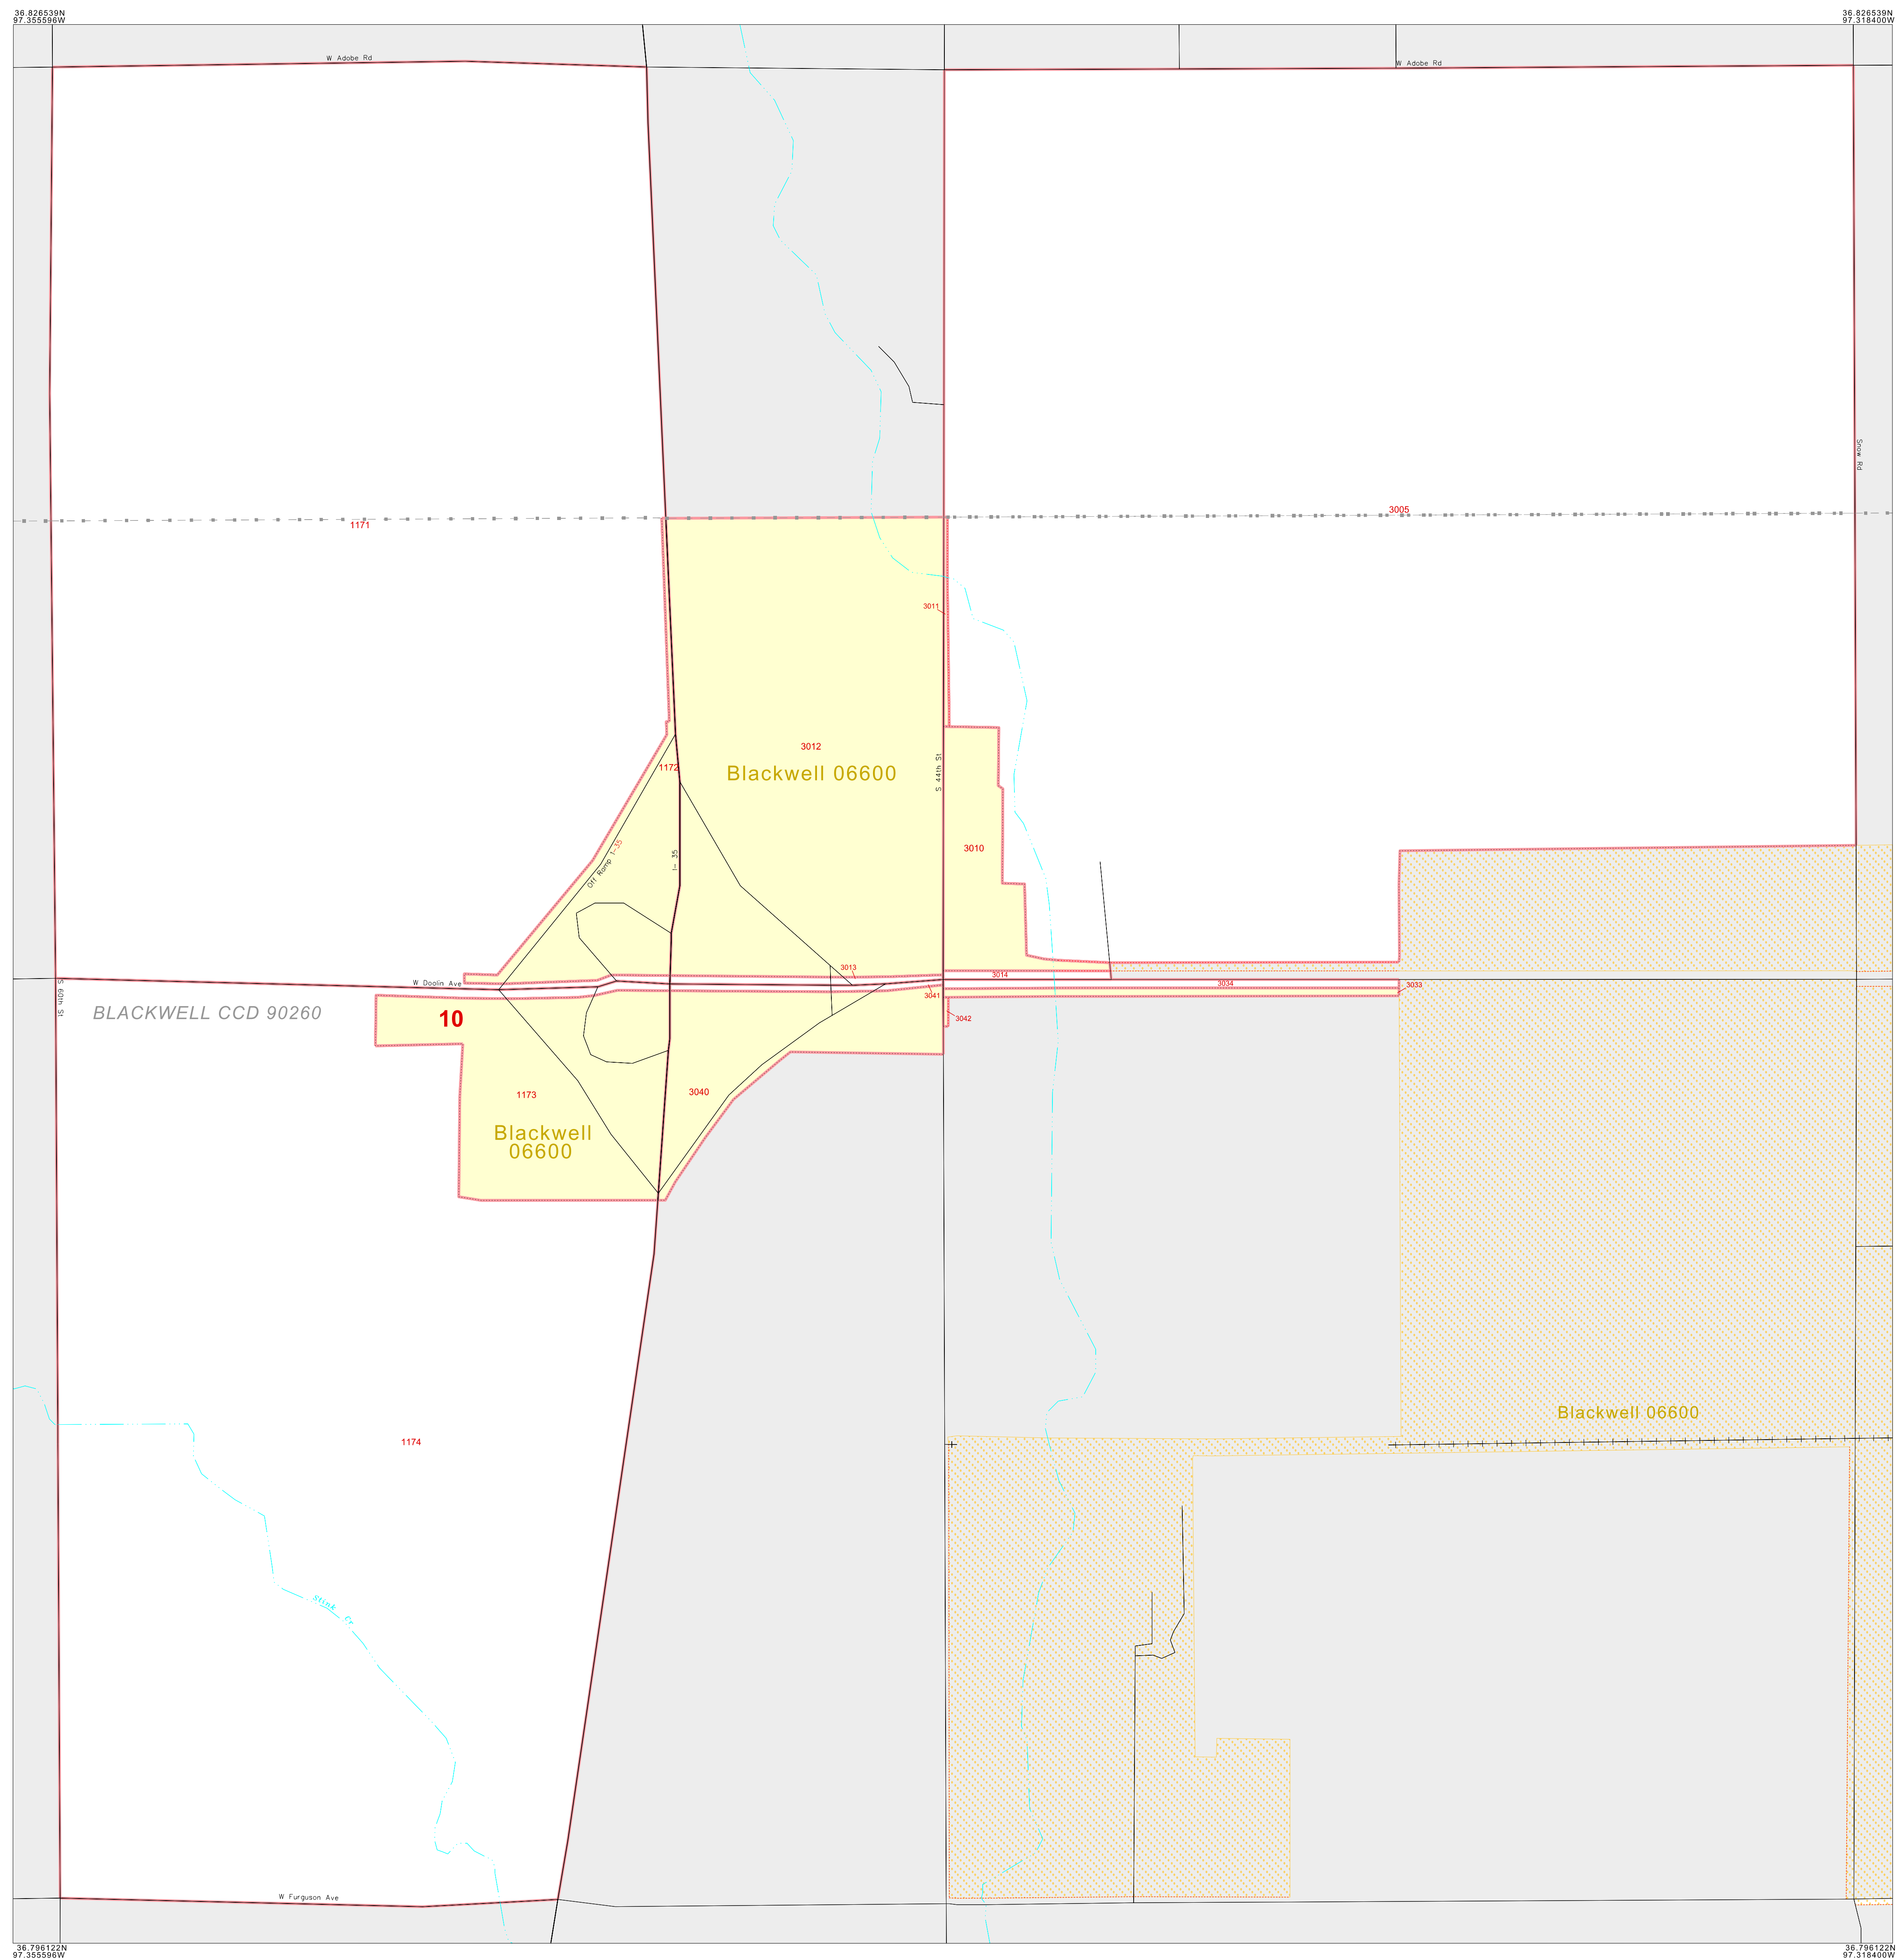 36.826539N
97.355596W
36.826539N
97.318400W
W Adobe Rd
W Adobe Rd
Snow Rd
1171
3005
3011
3012
Blackwell 06600
1172
S 44th St
3010
Off Ramp I-35
I- 35
3013
3014
W Doolin Ave
3034
3033
3041
3042
S 60th St
BLACKWELL CCD 90260
10
1173
3040
Blackwell
06600
Blackwell 06600
1174
Stink Cr
W Furguson Ave
36.796122N
97.355596W
36.796122N
97.318400W